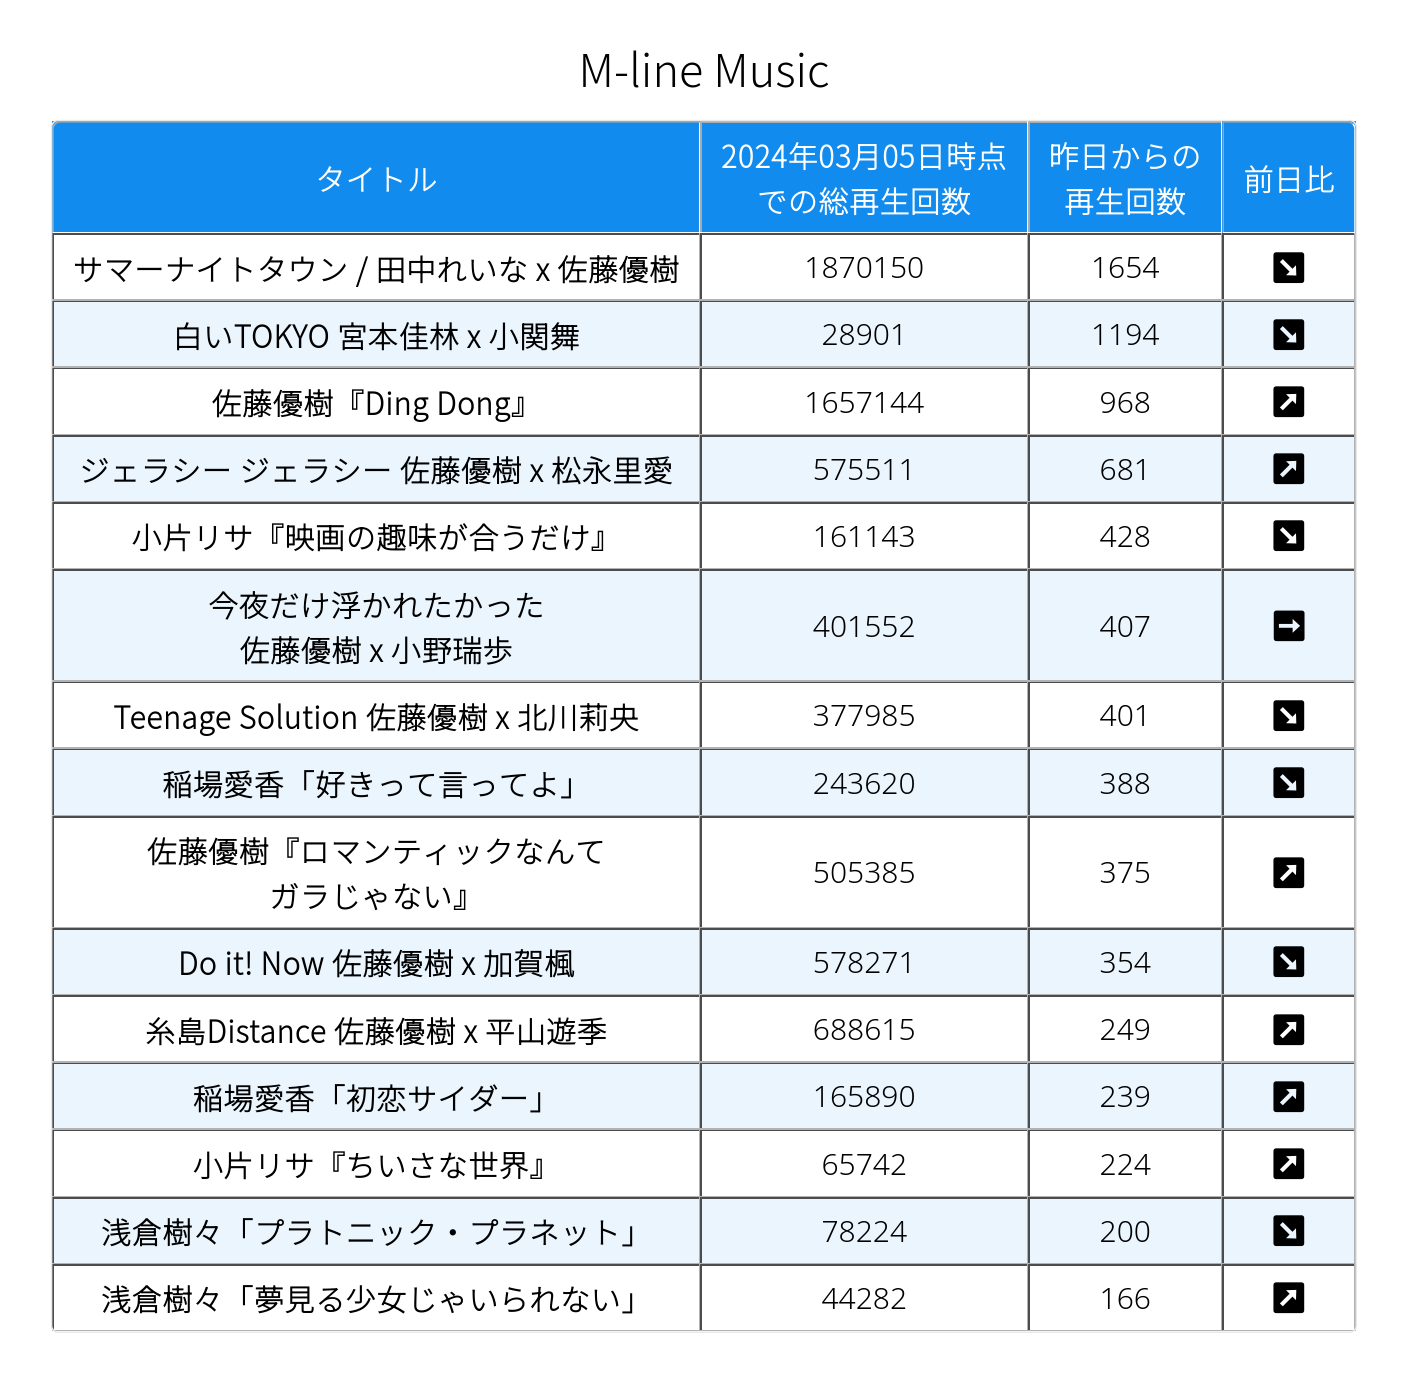 M-line Music
タイトル
2024年03月05日時点
での総再生回数
昨日からの
再生回数
前日比
サマーナイトタウン / 田中れいな x 佐藤優樹
1870150
1654
↘
白いTOKYO 宮本佳林 x 小関舞
28901
1194
↘
佐藤優樹『Ding Dong』
1657144
968
↗
ジェラシー ジェラシー 佐藤優樹 x 松永里愛
575511
681
↗
小片リサ『映画の趣味が合うだけ』
161143
428
↘
今夜だけ浮かれたかった
佐藤優樹 x 小野瑞歩
401552
407
→
Teenage Solution 佐藤優樹 x 北川莉央
377985
401
↘
稲場愛香「好きって言ってよ」
243620
388
↘
佐藤優樹『ロマンティックなんて
ガラじゃない』
505385
375
↗
Do it! Now 佐藤優樹 x 加賀楓
578271
354
↘
糸島Distance 佐藤優樹 x 平山遊季
688615
249
↗
稲場愛香「初恋サイダー」
165890
239
↗
小片リサ『ちいさな世界』
65742
224
↗
浅倉樹々「プラトニック・プラネット」
78224
200
↘
浅倉樹々「夢見る少女じゃいられない」
44282
166
↗